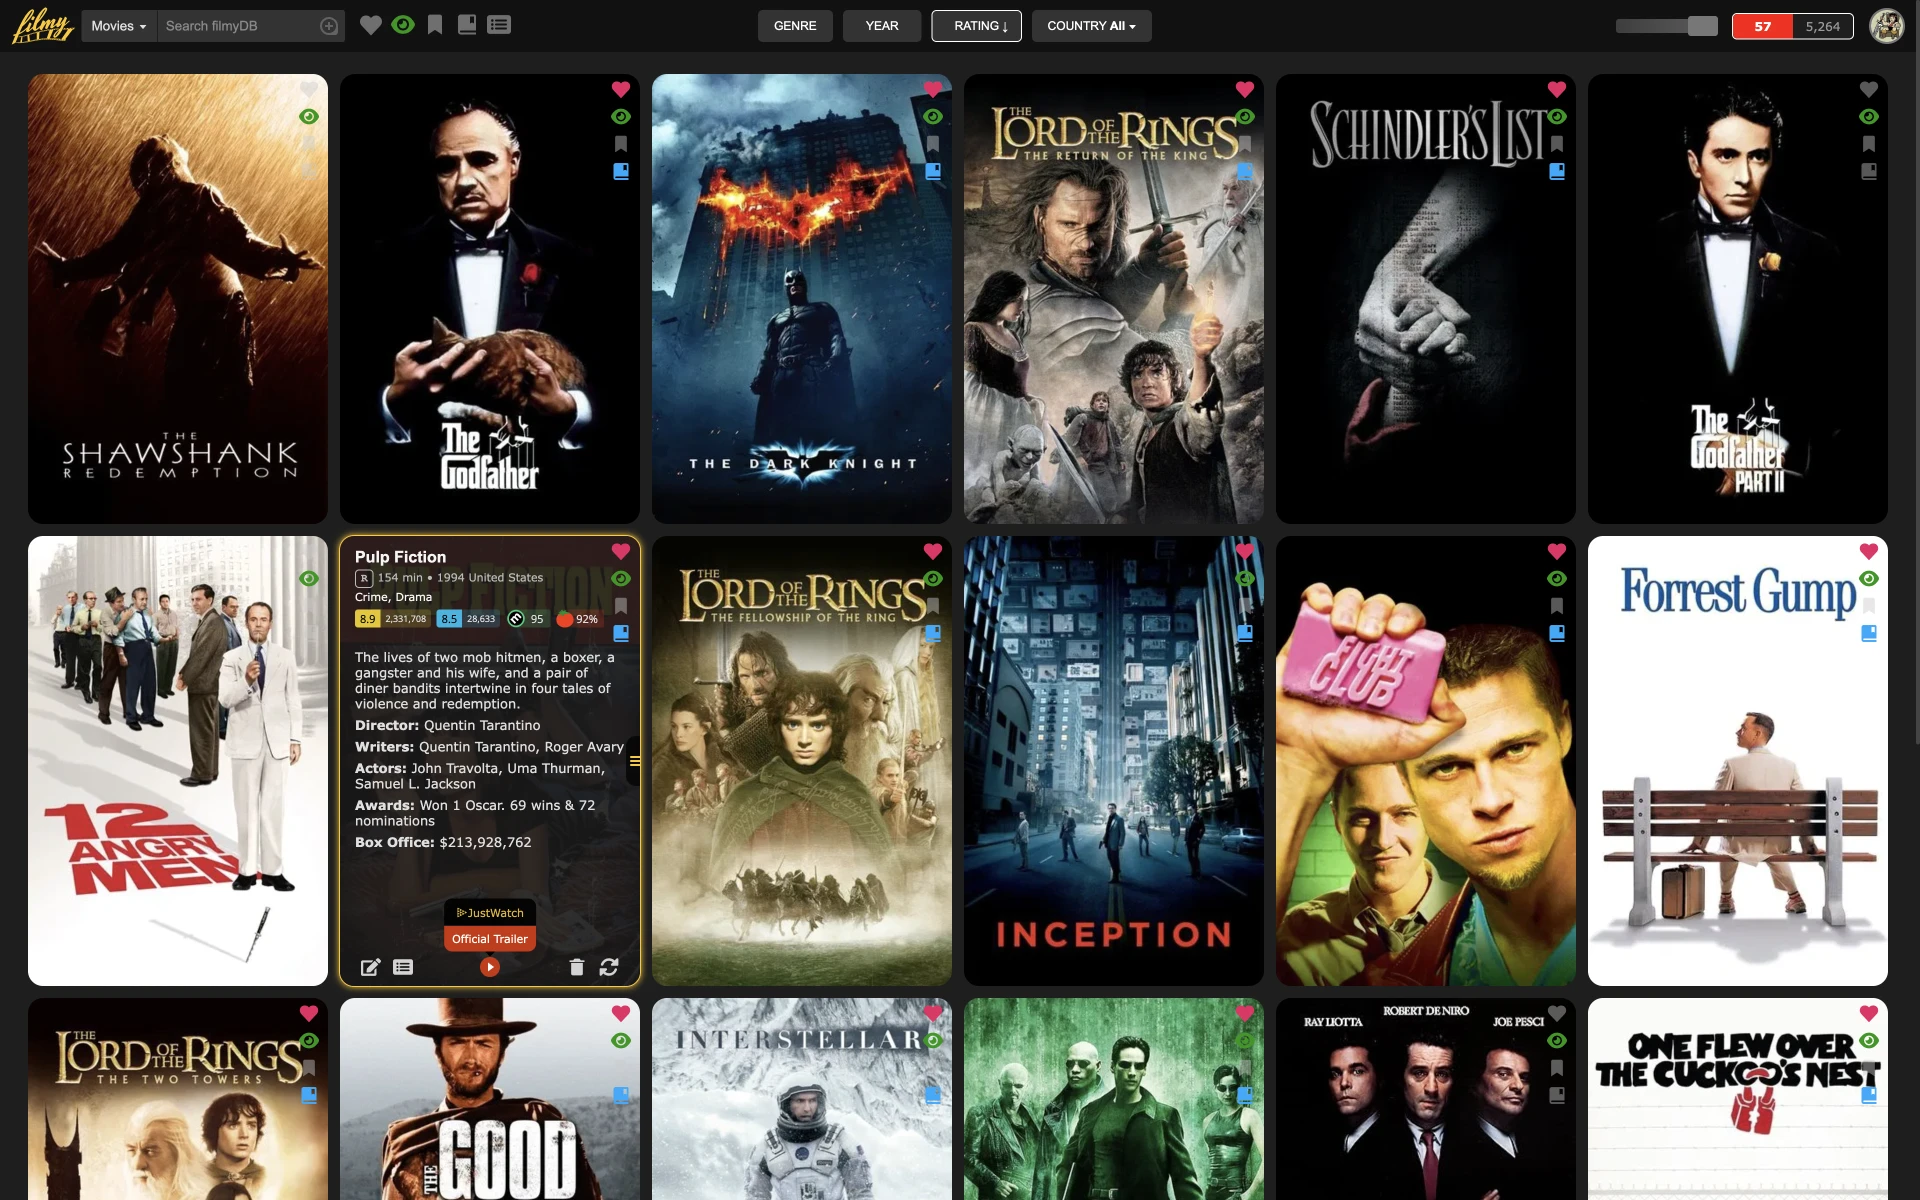 filmy
Movies
Search filmyDB
GENRE
YEAR
RATING ↓
COUNTRY All
57
5,264
THE
SHAWSHANK
REDEMPTION
The
Godfather
THE DARK KNIGHT
THE
LORD OF THE RINGS
THE RETURN OF THE KING
SCHINDLER'S LIST
The
Godfather
PART II
12
ANGRY
MEN
Pulp Fiction
R 154 min • 1994 United States
Crime, Drama
8.9 2,331,708 8.5 28,633 95 92%
The lives of two mob hitmen, a boxer, a
gangster and his wife, and a pair of
diner bandits intertwine in four tales of
violence and redemption.
Director: Quentin Tarantino
Writers: Quentin Tarantino, Roger Avary
Actors: John Travolta, Uma Thurman,
Samuel L. Jackson
Awards: Won 1 Oscar. 69 wins & 72
nominations
Box Office: $213,928,762
JustWatch
Official Trailer
THE
LORD OF THE RINGS
THE FELLOWSHIP OF THE RING
INCEPTION
FIGHT
CLUB
Forrest Gump
THE
LORD OF THE RINGS
THE TWO TOWERS
THE GOOD
INTERSTELLAR
RAY LIOTTA
ROBERT DE NIRO
JOE PESCI
ONE FLEW OVER
THE CUCKOO'S NEST